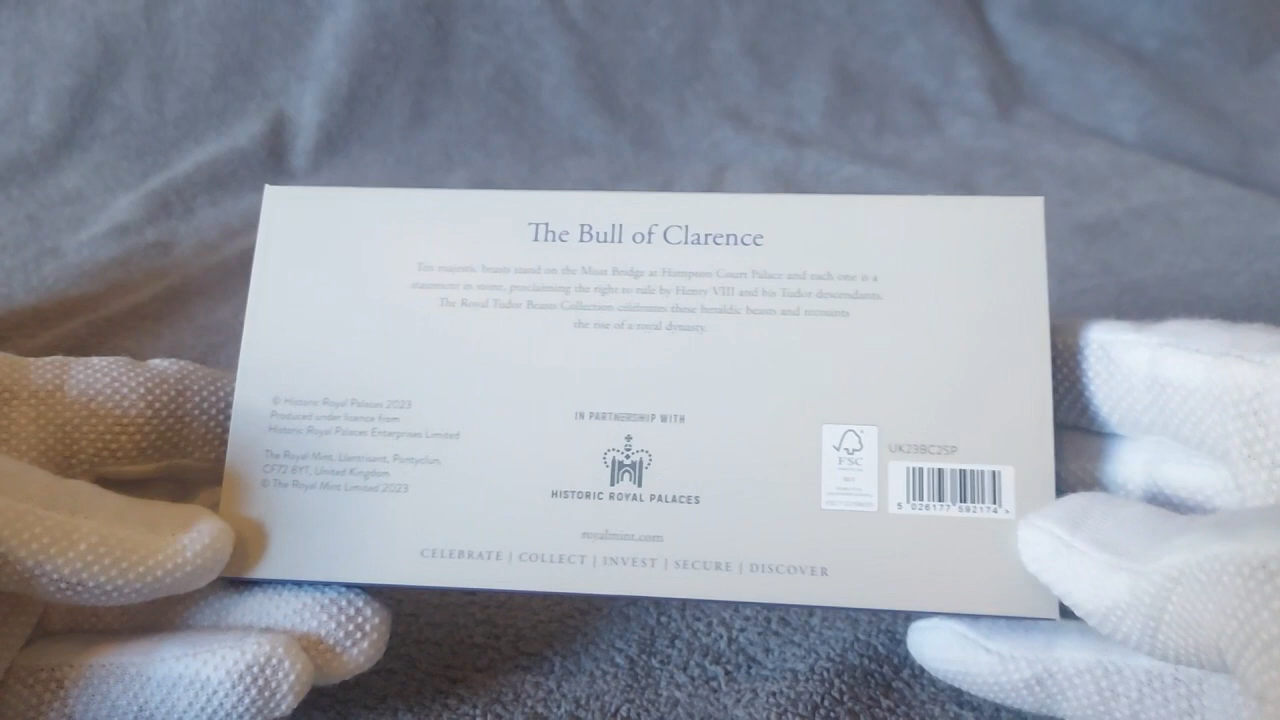 The Bull of Clarence
Ten majestic beasts stand on the Moat Bridge at Hampton Court Palace and each one is a
statement in stone, proclaiming the right to rule by Henry VIII and his Tudor descendants.
The Royal Tudor Beasts Collection celebrates these heraldic beasts and recounts
the rise of a royal dynasty.
© Historic Royal Palaces 2023
Produced under licence from
Historic Royal Palaces Enterprises Limited
The Royal Mint, Llantrisant, Pontyclun,
CF72 8YT, United Kingdom
© The Royal Mint Limited 2023
IN PARTNERSHIP WITH
HISTORIC ROYAL PALACES
FSC
UK23BC2SP
5 026177 592174 >
royalmint.com
CELEBRATE | COLLECT | INVEST | SECURE | DISCOVER